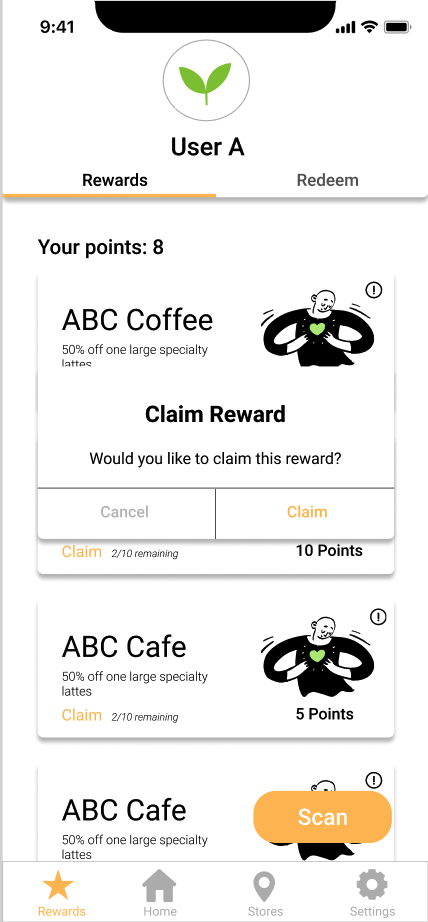 9:41
User A
Rewards
Redeem
Your points: 8
ABC Coffee
50% off one large specialty
lattes
Claim Reward
Would you like to claim this reward?
Cancel
Claim
Claim
2/10 remaining
10 Points
ABC Cafe
50% off one large specialty
lattes
Claim
2/10 remaining
5 Points
ABC Cafe
50% off one large specialty
lattes
Scan
Rewards
Home
Stores
Settings